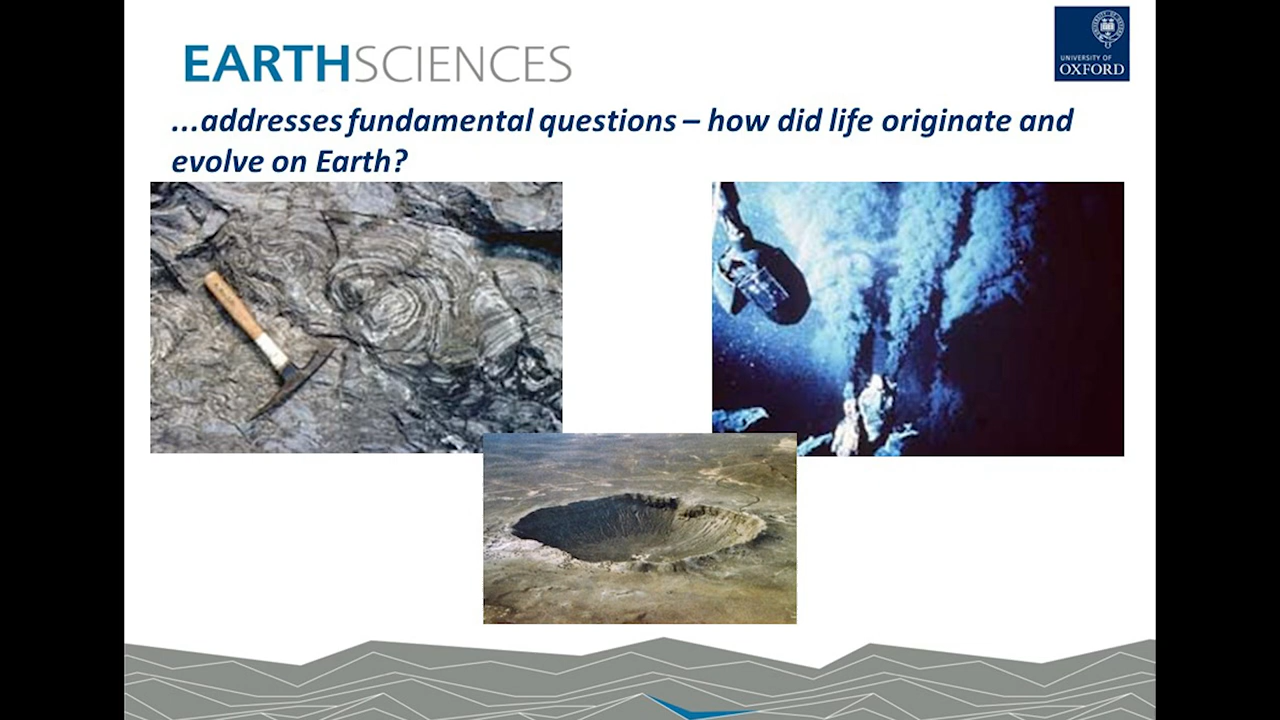 EARTHSCIENCES
UNIVERSITY OF
OXFORD
...addresses fundamental questions – how did life originate and
evolve on Earth?